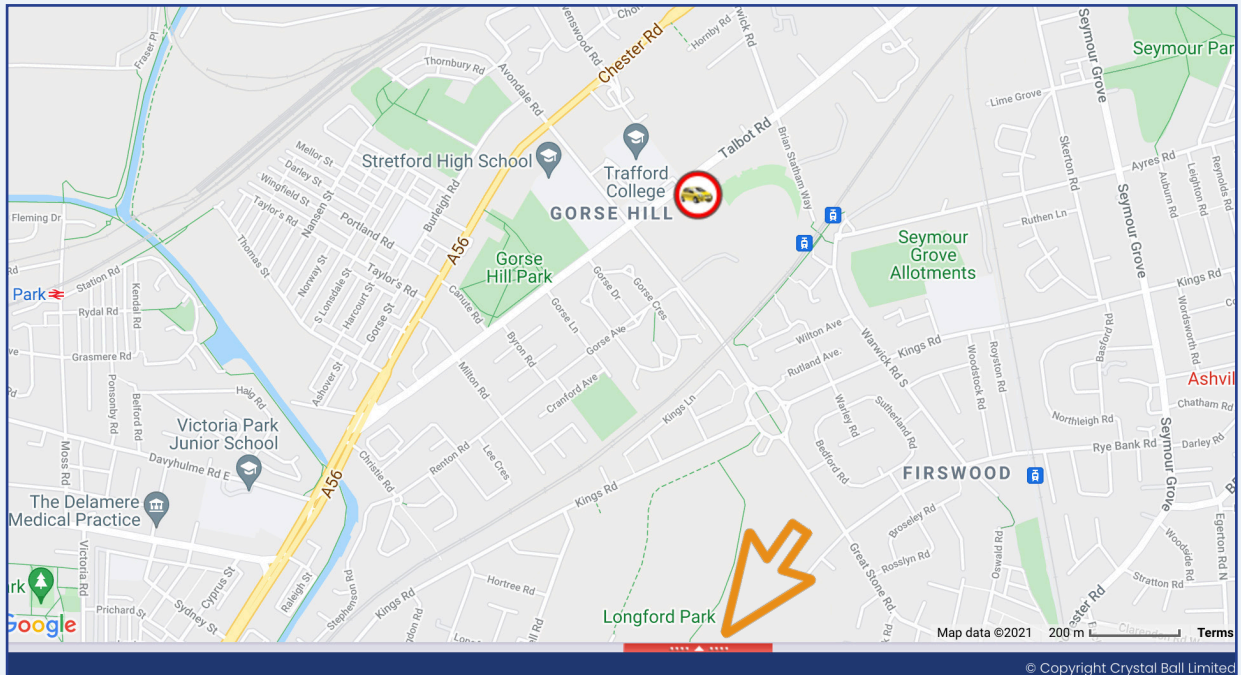 Fraser Pl
Thornbury Rd
Avondale Rd
Chester Rd
Hornby Rd
Seymour Grove
Seymour Par
Lime Grove
Mellor St
Darley St
Wingfield St
Taylor's Rd
Nansen St
Stretford High School
Trafford
College
Talbot Rd
Brian Statham Way
Skerton Rd
Ayres Rd
Auburn Rd
Leighton Rd
Reynolds Rd
Fleming Dr
Portland Rd
Burleigh Rd
GORSE HILL
Ruthen Ln
Seymour Grove
Thomas St
Norway St
A56
Gorse
Hill Park
Seymour
Grove
Allotments
Station Rd
Park
Taylor's Rd
S Lonsdale St
Harcourt St
Gorse St
Canute Rd
Gorse Dr
Gorse Cres
Kings Rd
Kendal Rd
Rydal Rd
Gorse Ln
Gorse Ave
Byron Rd
Wilton Ave
Warwick Rd S
Kings Rd
Basford Rd
Wordsworth Rd
Grasmere Rd
Rutland Ave.
Woodstock Rd
Royston Rd
Ashover St
Milton Rd
Cranford Ave
Ashvil
Ponsonby Rd
Belford Rd
Haig Rd
Kings Ln
Warley Rd
Sutherland Rd
Chatham Rd
Northleigh Rd
Victoria Park
Junior School
Seymour Grove
Rye Bank Rd
Darley Rd
Moss Rd
Davyhulme Rd E
Christie Rd
Renton Rd
Lee Cres
Bedford Rd
FIRSWOOD
A56
Kings Rd
The Delamere
Medical Practice
Broseley Rd
Egerton Rd N
Woodside Rd
Victoria Rd
Great Stone Rd
Rosslyn Rd
Oswald Rd
Cyprus St
Raleigh St
Hortree Rd
Stratton Rd
Prichard St
Sydney St
Kings Rd
Longford Park
Google
Map data ©2021
200 m
Terms
© Copyright Crystal Ball Limited